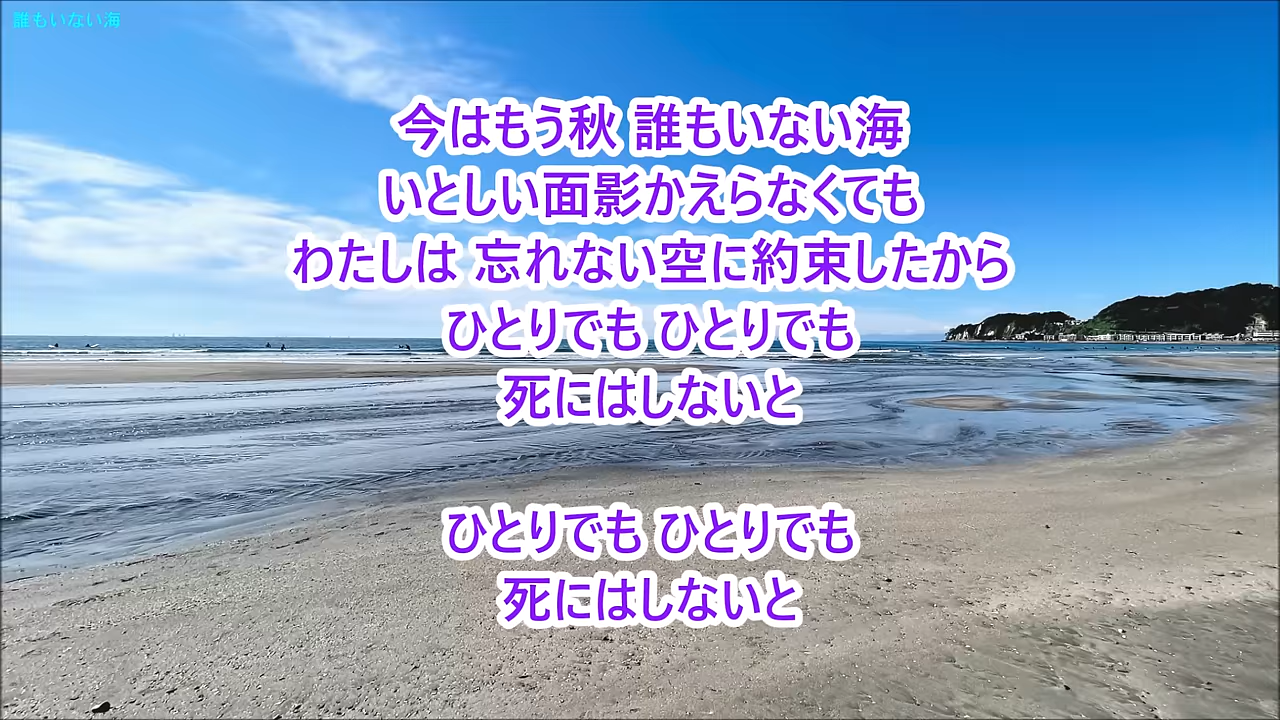 誰もいない海
今はもう秋 誰もいない海
いとしい面影かえらなくても
わたしは 忘れない空に約束したから
ひとりでも ひとりでも
死にはしないと
ひとりでも ひとりでも
死にはしないと